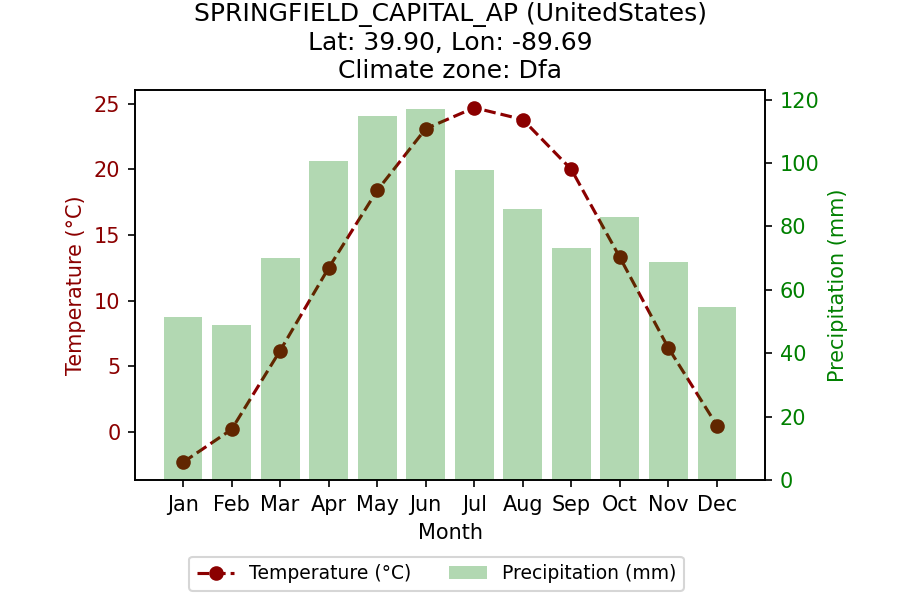 SPRINGFIELD_CAPITAL_AP (UnitedStates)
Lat: 39.90, Lon: -89.69
Climate zone: Dfa
25
20
15
10
5
0
Temperature (°C)
120
100
80
60
40
20
0
Precipitation (mm)
Jan Feb Mar Apr May Jun Jul Aug Sep Oct Nov Dec
Month
Temperature (°C) Precipitation (mm)